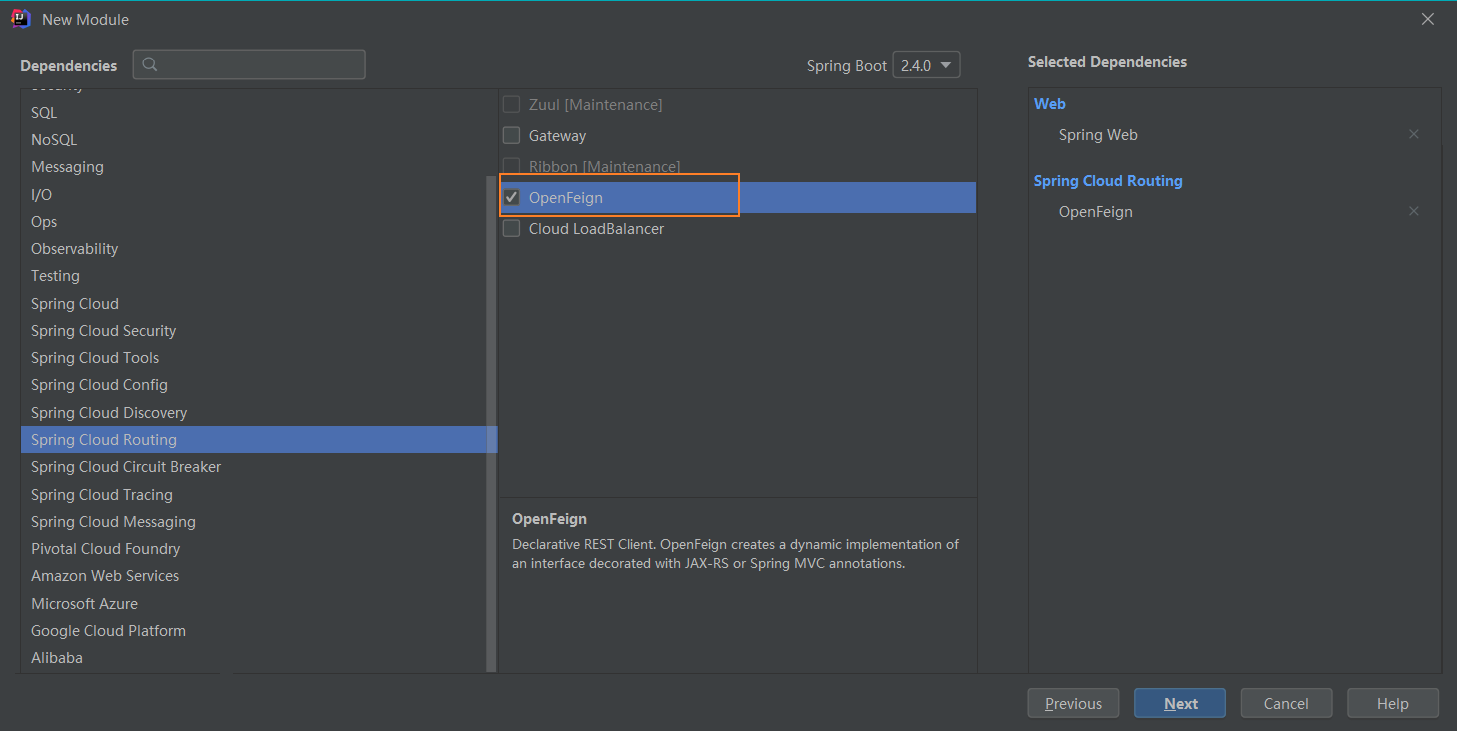 New Module
Dependencies
Spring Boot 2.4.0
Selected Dependencies
Security
SQL
NoSQL
Messaging
I/O
Ops
Observability
Testing
Spring Cloud
Spring Cloud Security
Spring Cloud Tools
Spring Cloud Config
Spring Cloud Discovery
Spring Cloud Routing
Spring Cloud Circuit Breaker
Spring Cloud Tracing
Spring Cloud Messaging
Pivotal Cloud Foundry
Amazon Web Services
Microsoft Azure
Google Cloud Platform
Alibaba
Zuul [Maintenance]
Gateway
Ribbon [Maintenance]
OpenFeign
Cloud LoadBalancer
OpenFeign
Declarative REST Client. OpenFeign creates a dynamic implementation of
an interface decorated with JAX-RS or Spring MVC annotations.
Web
Spring Web
Spring Cloud Routing
OpenFeign
Previous
Next
Cancel
Help